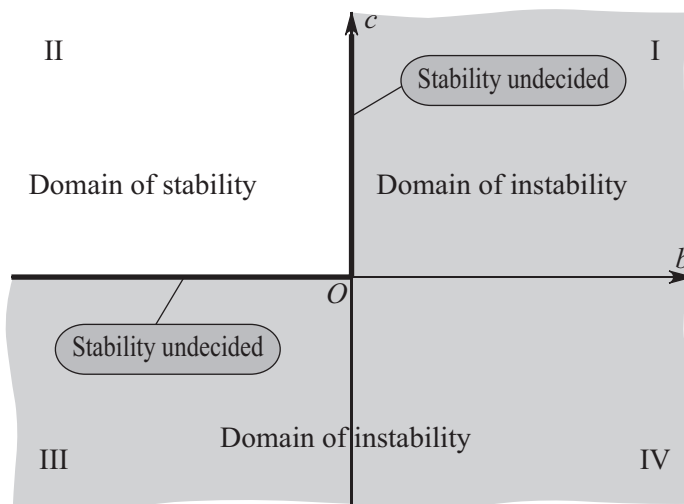 II
c
I
Stability undecided
Domain of stability
Domain of instability
b
O
Stability undecided
Domain of instability
III
IV